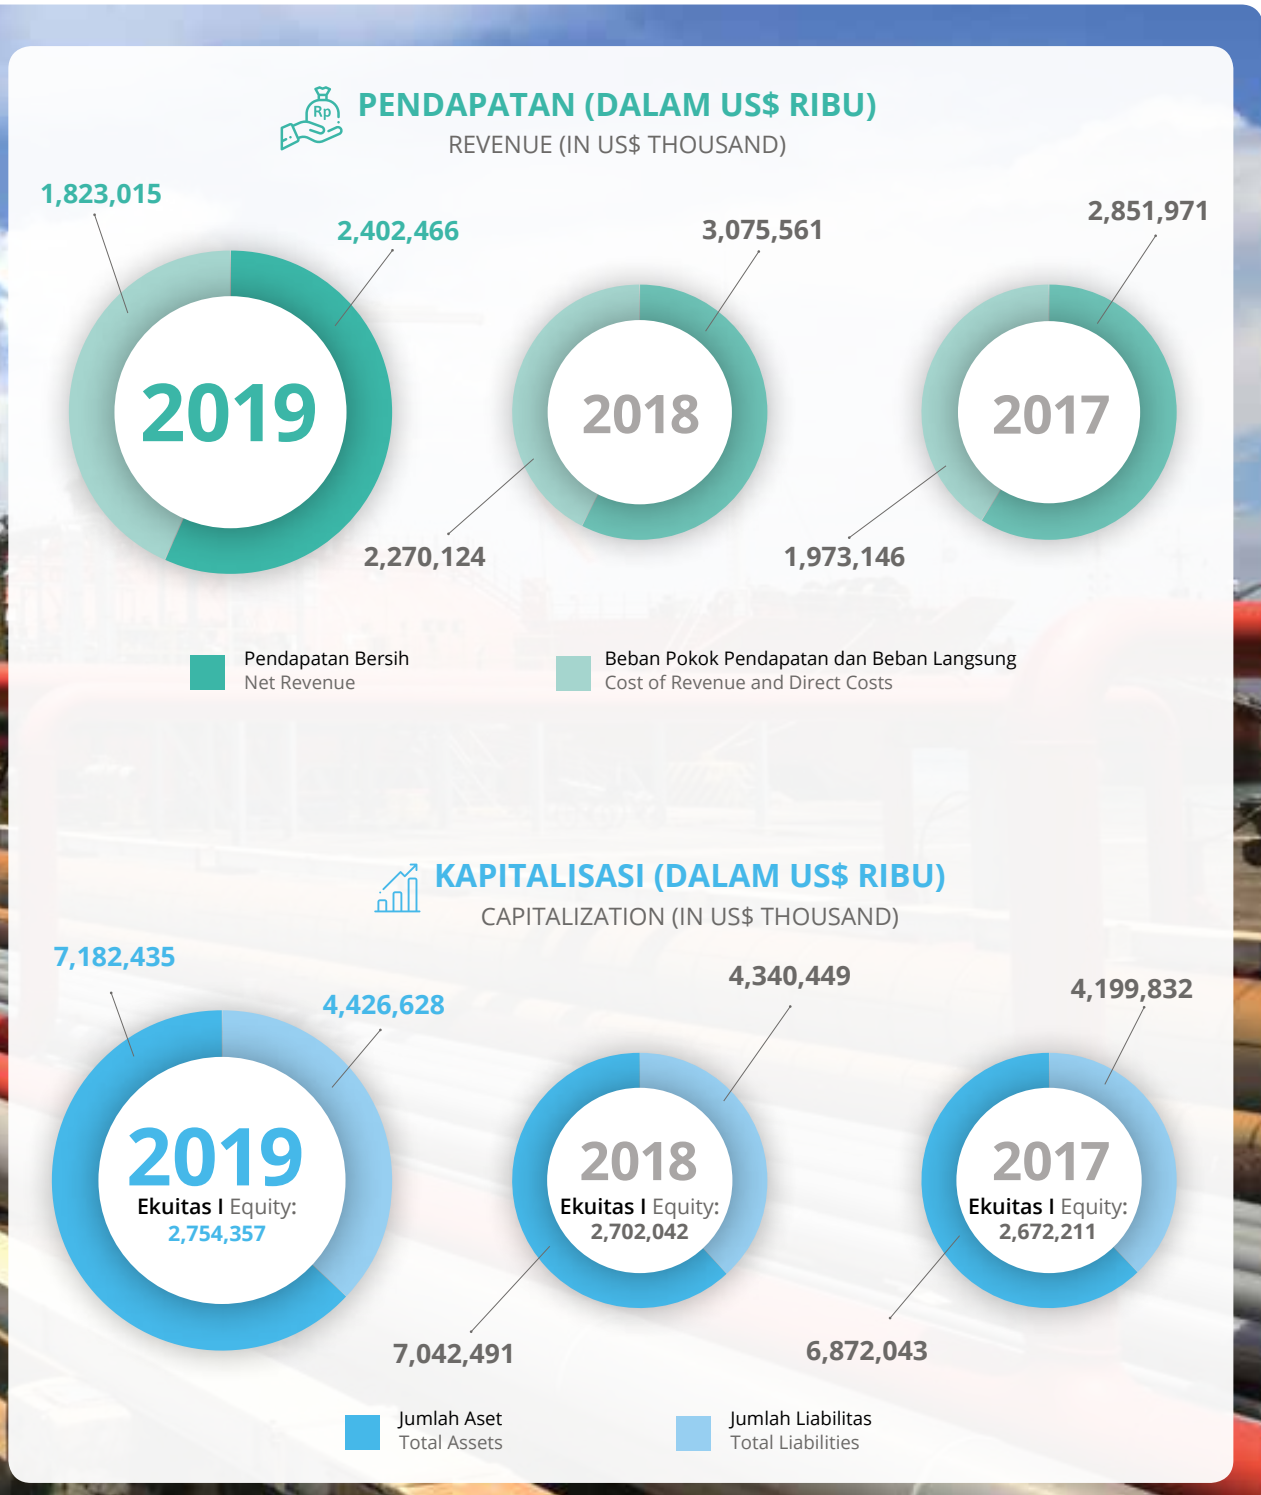 Rp
PENDAPATAN (DALAM US$ RIBU)
REVENUE (IN US$ THOUSAND)
1,823,015
2,402,466
3,075,561
2,851,971
2019
2018
2017
2,270,124
1,973,146
Pendapatan Bersih
Net Revenue
Beban Pokok Pendapatan dan Beban Langsung
Cost of Revenue and Direct Costs
KAPITALISASI (DALAM US$ RIBU)
CAPITALIZATION (IN US$ THOUSAND)
7,182,435
4,426,628
4,340,449
4,199,832
2019
Ekuitas I Equity:
2,754,357
2018
Ekuitas I Equity:
2,702,042
2017
Ekuitas I Equity:
2,672,211
7,042,491
6,872,043
Jumlah Aset
Total Assets
Jumlah Liabilitas
Total Liabilities